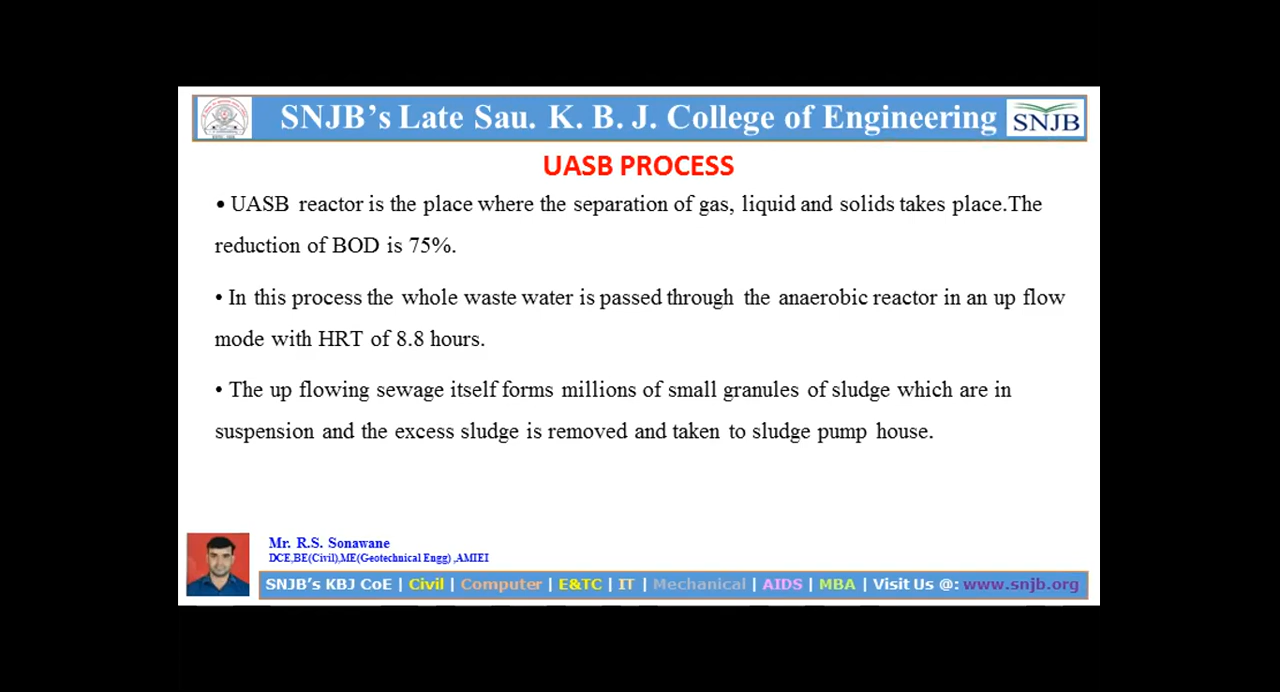 SNJB's Late Sau. K. B. J. College of Engineering
SNJB
UASB PROCESS
• UASB reactor is the place where the separation of gas, liquid and solids takes place.The
reduction of BOD is 75%.
• In this process the whole waste water is passed through the anaerobic reactor in an up flow
mode with HRT of 8.8 hours.
• The up flowing sewage itself forms millions of small granules of sludge which are in
suspension and the excess sludge is removed and taken to sludge pump house.
Mr. R.S. Sonawane
DCE,BE(Civil),ME(Geotechnical Engg) ,AMIEI
SNJB's KBJ CoE | Civil | Computer | E&TC | IT | Mechanical | AIDS | MBA | Visit Us @: www.snjb.org